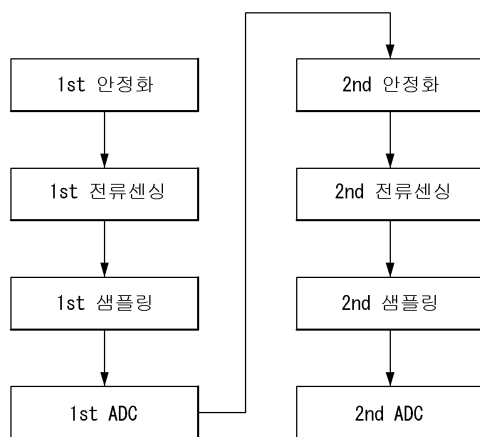 1st 안정화
1st 전류센싱
1st 샘플링
1st ADC
2nd 안정화
2nd 전류센싱
2nd 샘플링
2nd ADC